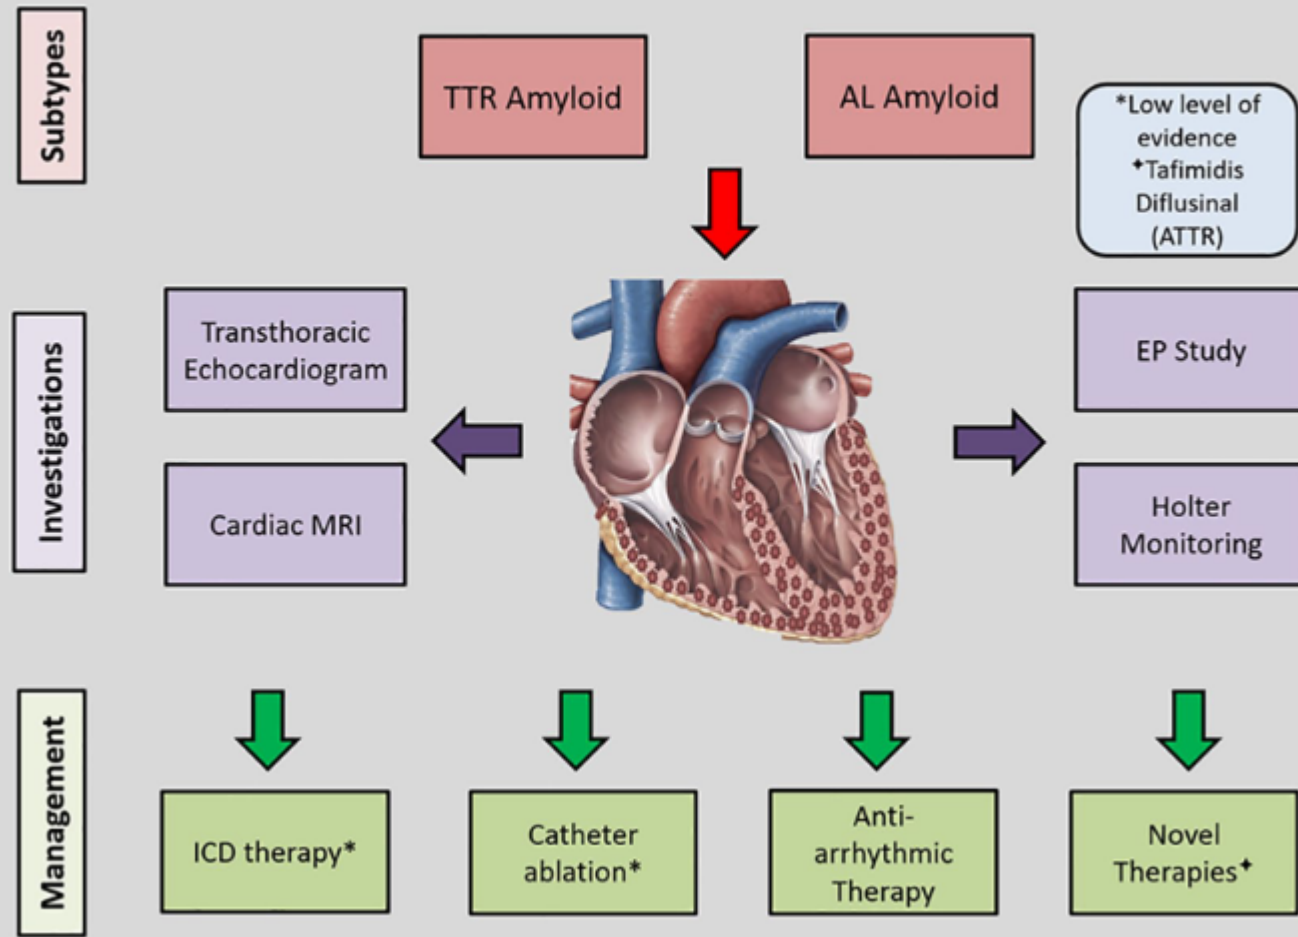 Subtypes
TTR Amyloid
AL Amyloid
*Low level of
evidence
✦Tafimidis
Diflusinal
(ATTR)
Investigations
Transthoracic
Echocardiogram
Cardiac MRI
EP Study
Holter
Monitoring
Management
ICD therapy*
Catheter
ablation*
Anti-
arrhythmic
Therapy
Novel
Therapies✦